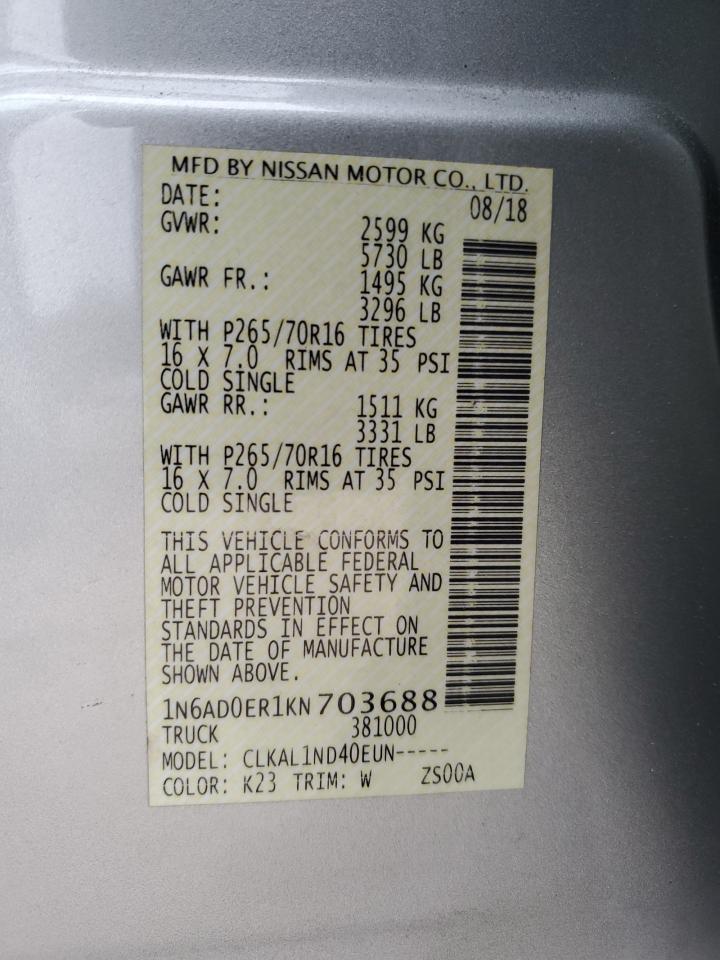 MFD BY NISSAN MOTOR CO., LTD.
DATE: 08/18
GVWR: 2599 KG
5730 LB
GAWR FR.: 1495 KG
3296 LB
WITH P265/70R16 TIRES
16 X 7.0 RIMS AT 35 PSI
COLD SINGLE
GAWR RR.: 1511 KG
3331 LB
WITH P265/70R16 TIRES
16 X 7.0 RIMS AT 35 PSI
COLD SINGLE
THIS VEHICLE CONFORMS TO
ALL APPLICABLE FEDERAL
MOTOR VEHICLE SAFETY AND
THEFT PREVENTION
STANDARDS IN EFFECT ON
THE DATE OF MANUFACTURE
SHOWN ABOVE.
1N6AD0ER1KN 703688
TRUCK 381000
MODEL: CLKAL1ND40EUN-----
COLOR: K23 TRIM: W ZS00A